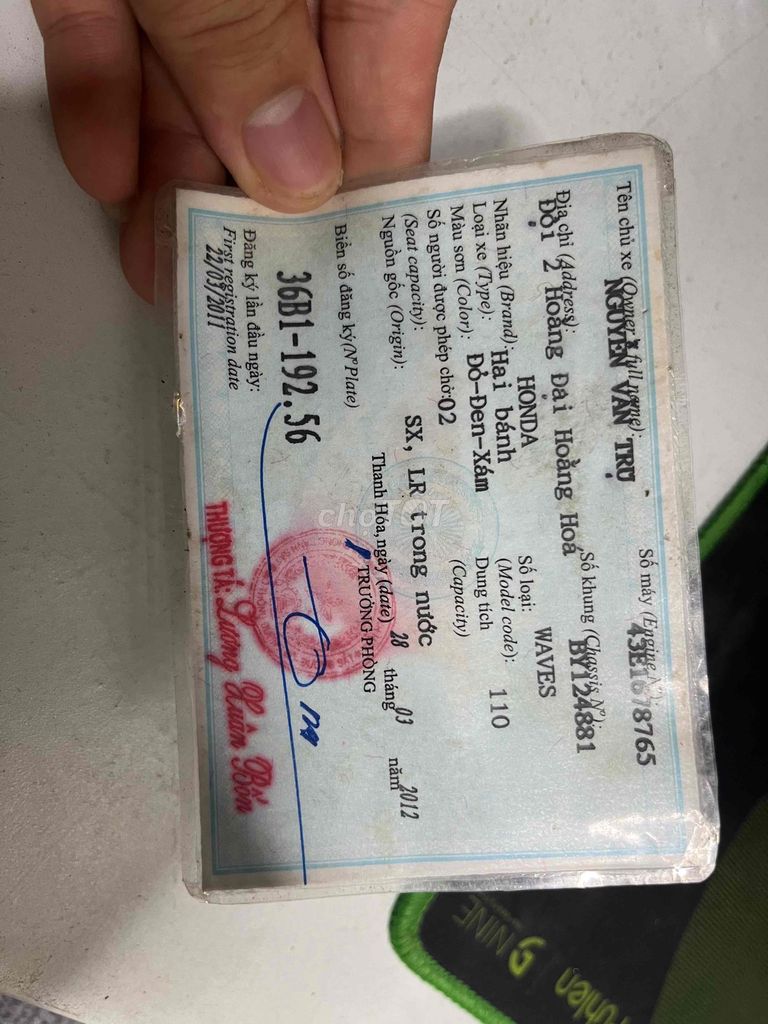 Tên chủ xe (Owner's full name): Số máy (Engine N°):
NGUYỄN VĂN TRỤ 43E1678765
Địa chỉ (Address): Số khung (Chassis N°):
Đội 2 Hoằng Đại Hoằng Hoá BY124881
Nhãn hiệu (Brand): HONDA Số loại: WAVES
(Model code):
Loại xe (Type): Hai bánh Dung tích 110
Màu sơn (Color): Đỏ-Đen-Xám (Capacity)
Số người được phép chở: 02
(Seat capacity):
Nguồn gốc (Origin): SX, LR trong nước
Thanh Hóa, ngày (date) 28 tháng 03 năm 2012
Biển số đăng ký (N° Plate) TRƯỞNG PHÒNG
36B1-192.56
Đăng ký lần đầu ngày:
First registration date
22/03/2011
THƯỢNG TÁ: Lương Xuân Bốn
chợTỐT
NINE